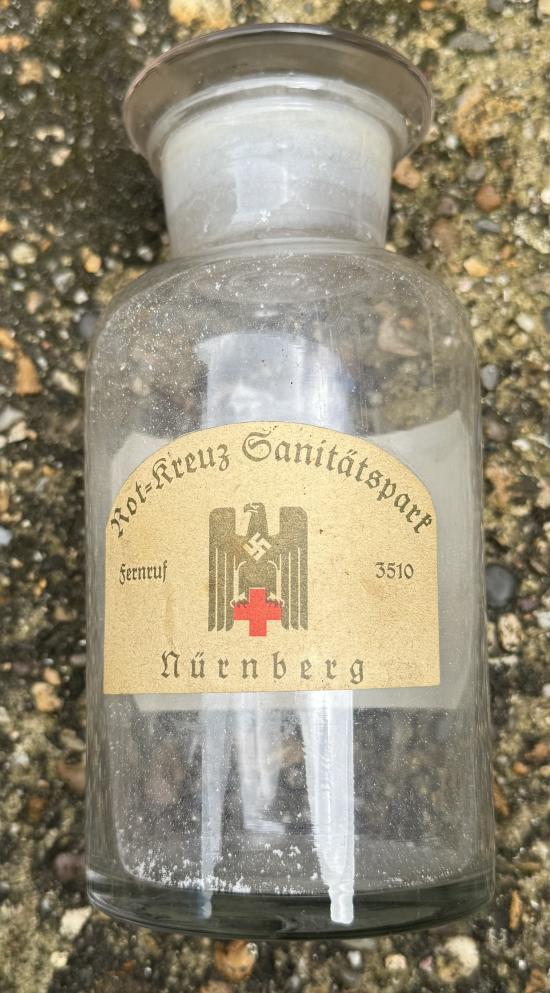 Rot-Kreuz Sanitätspark
Fernruf 3510
Nürnberg